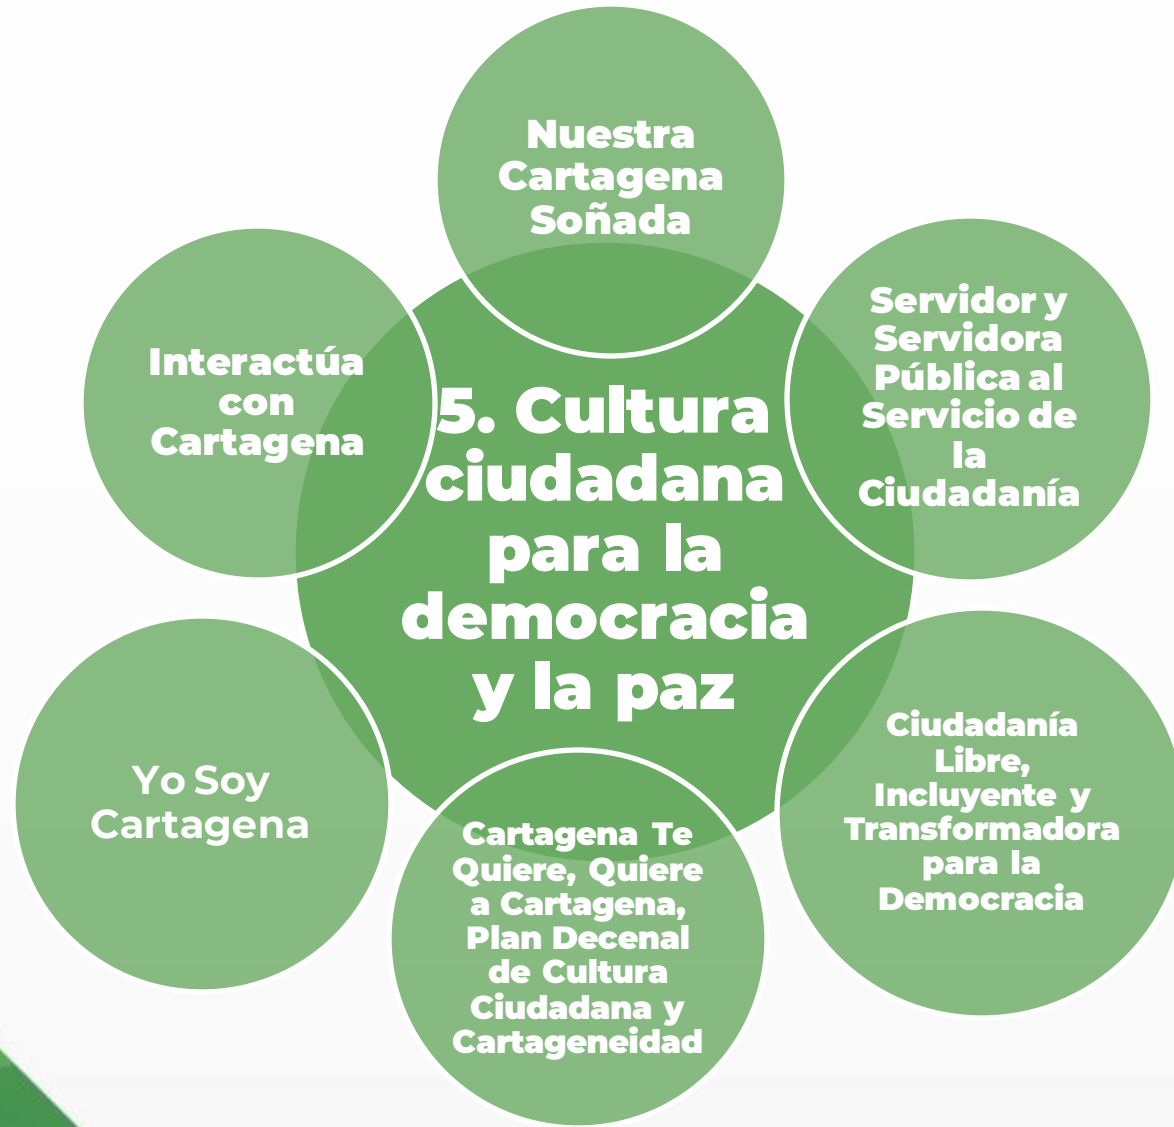 Nuestra
Cartagena
Soñada
Servidor y
Servidora
Pública al
Servicio de
la
Ciudadanía
Interactúa
con
Cartagena
5. Cultura
ciudadana
para la
democracia
y la paz
Ciudadanía
Libre,
Incluyente y
Transformadora
para la
Democracia
Yo Soy
Cartagena
Cartagena Te
Quiere, Quiere
a Cartagena,
Plan Decenal
de Cultura
Ciudadana y
Cartageneidad